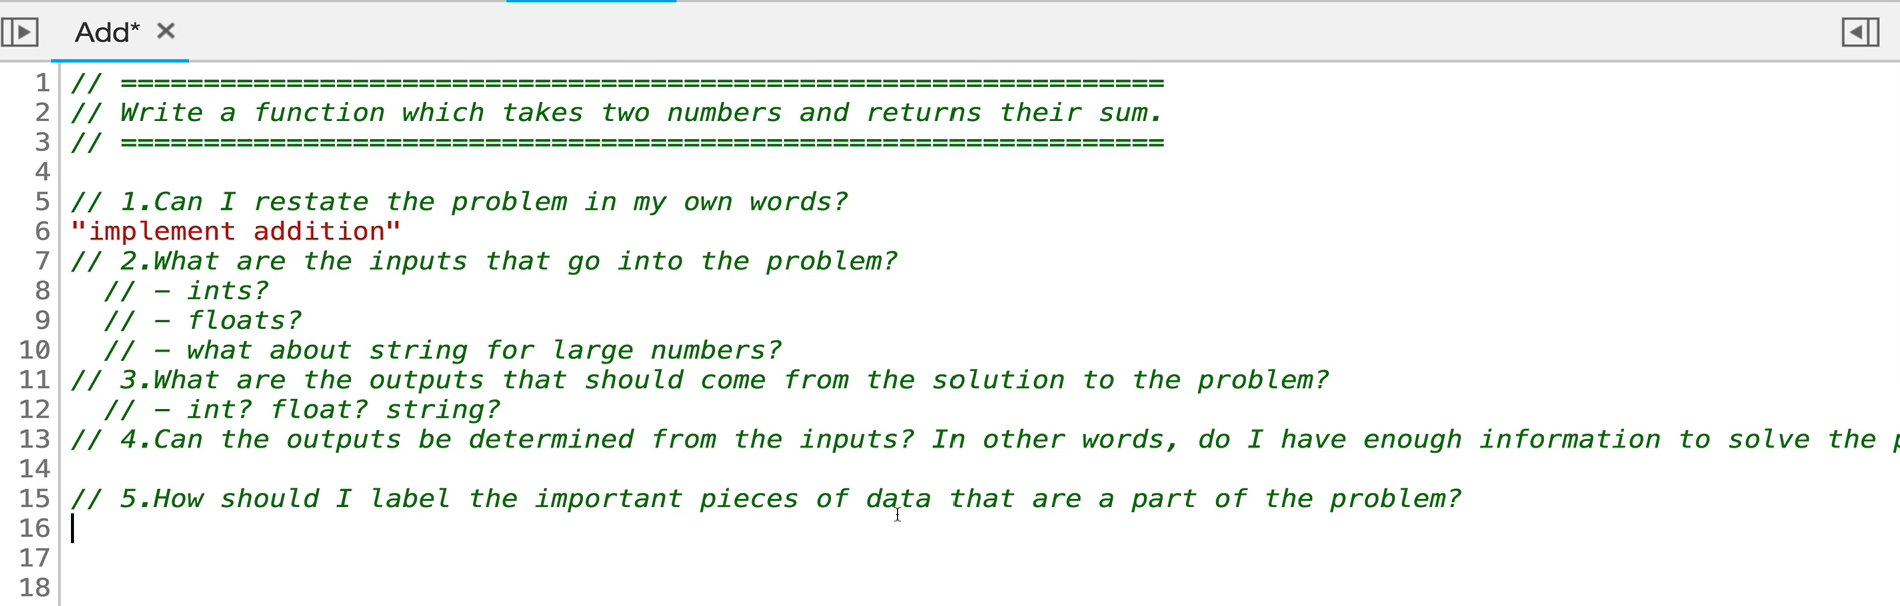 Add* ×
1 // ===============================================================
2 // Write a function which takes two numbers and returns their sum.
3 // ===============================================================
4
5 // 1.Can I restate the problem in my own words?
6 "implement addition"
7 // 2.What are the inputs that go into the problem?
8 // – ints?
9 // – floats?
10 // – what about string for large numbers?
11 // 3.What are the outputs that should come from the solution to the problem?
12 // – int? float? string?
13 // 4.Can the outputs be determined from the inputs? In other words, do I have enough information to solve the
14
15 // 5.How should I label the important pieces of data that are a part of the problem?
16
17
18